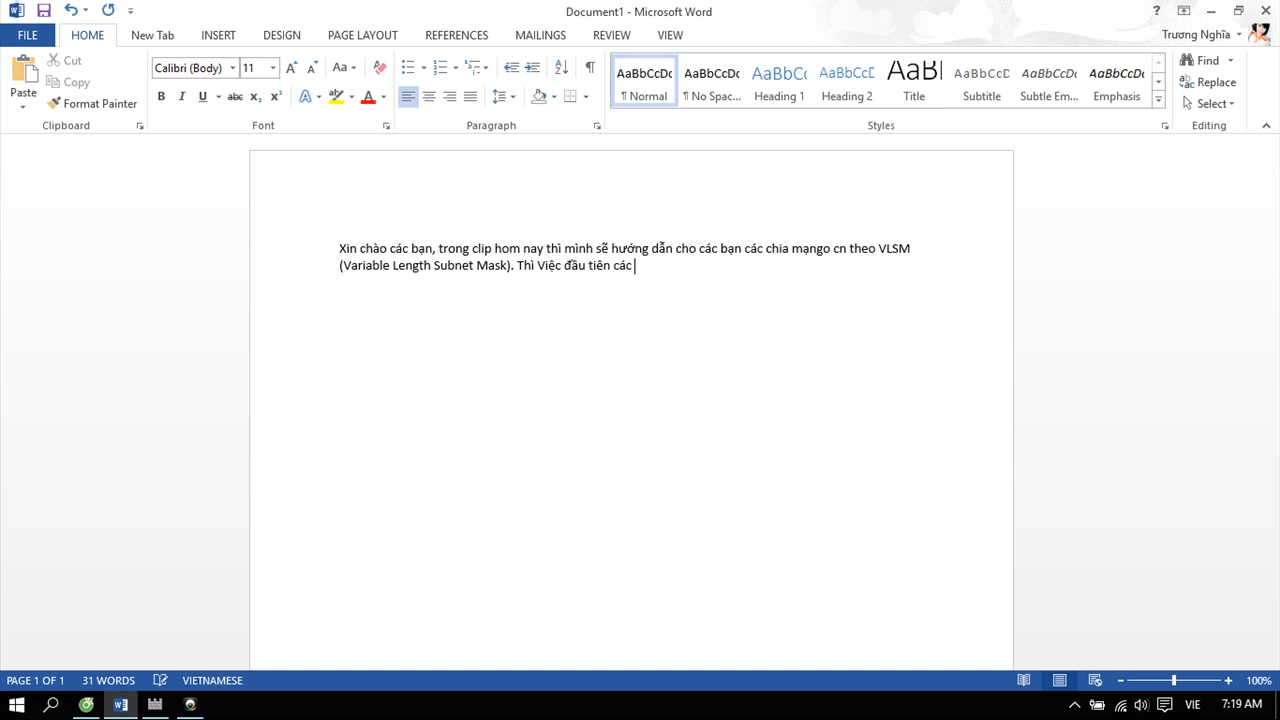 Document1 - Microsoft Word
?
FILE HOME New Tab INSERT DESIGN PAGE LAYOUT REFERENCES MAILINGS REVIEW VIEW Trương Nghĩa
Paste
Cut
Copy
Format Painter
Clipboard
Calibri (Body) 11
B I U abc x₂ x²
Font
Paragraph
AaBbCcDc AaBbCcDc AaBbCc AaBbCcD AaBl AaBbCcD AaBbCcDc AaBbCcDc
¶ Normal ¶ No Spac... Heading 1 Heading 2 Title Subtitle Subtle Em... Emphasis
Styles
Find
Replace
Select
Editing
Xin chào các bạn, trong clip hom nay thì mình sẽ hướng dẫn cho các bạn các chia mạngo cn theo VLSM
(Variable Length Subnet Mask). Thì Việc đầu tiên các
PAGE 1 OF 1 31 WORDS VIETNAMESE 100%
VIE 7:19 AM